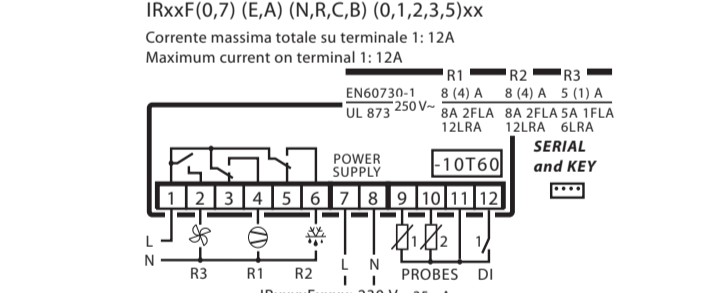 IRxxF(0,7) (E,A) (N,R,C,B) (0,1,2,3,5)xx
Corrente massima totale su terminale 1: 12A
Maximum current on terminal 1: 12A
R1 R2 R3
EN60730-1 250 V~ 8 (4) A 8 (4) A 5 (1) A
UL 873 8A 2FLA 8A 2FLA 5A 1FLA
12LRA 12LRA 6LRA
SERIAL
and KEY
POWER
SUPPLY
-10T60
1 2 3 4 5 6 7 8 9 10 11 12
L 1 2 1
N
R3 R1 R2 L N PROBES DI